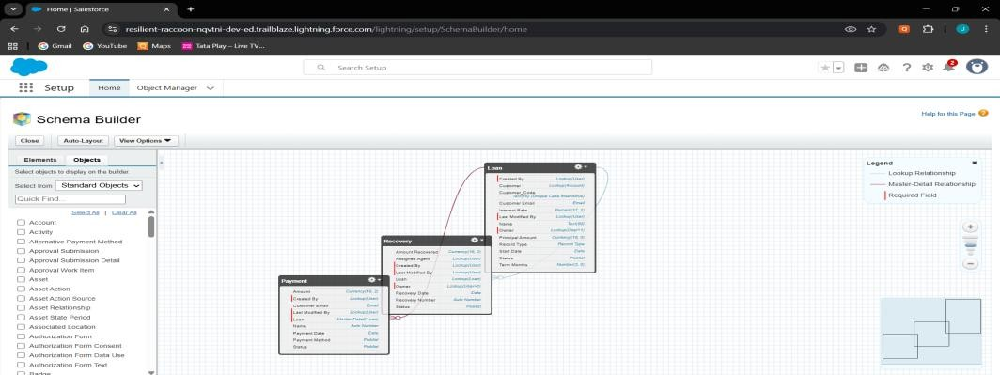 Home | Salesforce
resilient-raccoon-nqvtni-dev-ed.trailblaze.lightning.force.com/lightning/setup/SchemaBuilder/home
Gmail YouTube Maps Tata Play – Live TV...
Search Setup
2
Setup Home Object Manager
Schema Builder
Help for this Page
Close Auto-Layout View Options
Elements Objects
Select objects to display on the builder.
Select from Standard Objects
Quick Find...
Select All | Clear All
Account
Activity
Alternative Payment Method
Approval Submission
Approval Submission Detail
Approval Work Item
Asset
Asset Action
Asset Action Source
Asset Relationship
Asset State Period
Associated Location
Authorization Form
Authorization Form Consent
Authorization Form Data Use
Authorization Form Text
Badge
Payment
Amount Currency(16, 2)
Created By Lookup(User)
Customer Email Email
Last Modified By Lookup(User)
Loan Master-Detail(Loan)
Name Auto Number
Payment Date Date
Payment Method Picklist
Status Picklist
Recovery
Amount Recovered Currency(16, 2)
Assigned Agent Lookup(User)
Created By Lookup(User)
Last Modified By Lookup(User)
Loan Lookup(Loan)
Owner Lookup(User+1)
Recovery Date Date
Recovery Number Auto Number
Status Picklist
Loan
Created By Lookup(User)
Customer Lookup(Account)
Customer_Code
Text(10) (Unique Case Insensitive)
Customer Email Email
Interest Rate Percent(17, 1)
Last Modified By Lookup(User)
Name Text(80)
Owner Lookup(User+1)
Principal Amount
Record Type Record Type
Start Date Date
Status Picklist
Term Months
Legend
Lookup Relationship
Master-Detail Relationship
Required Field